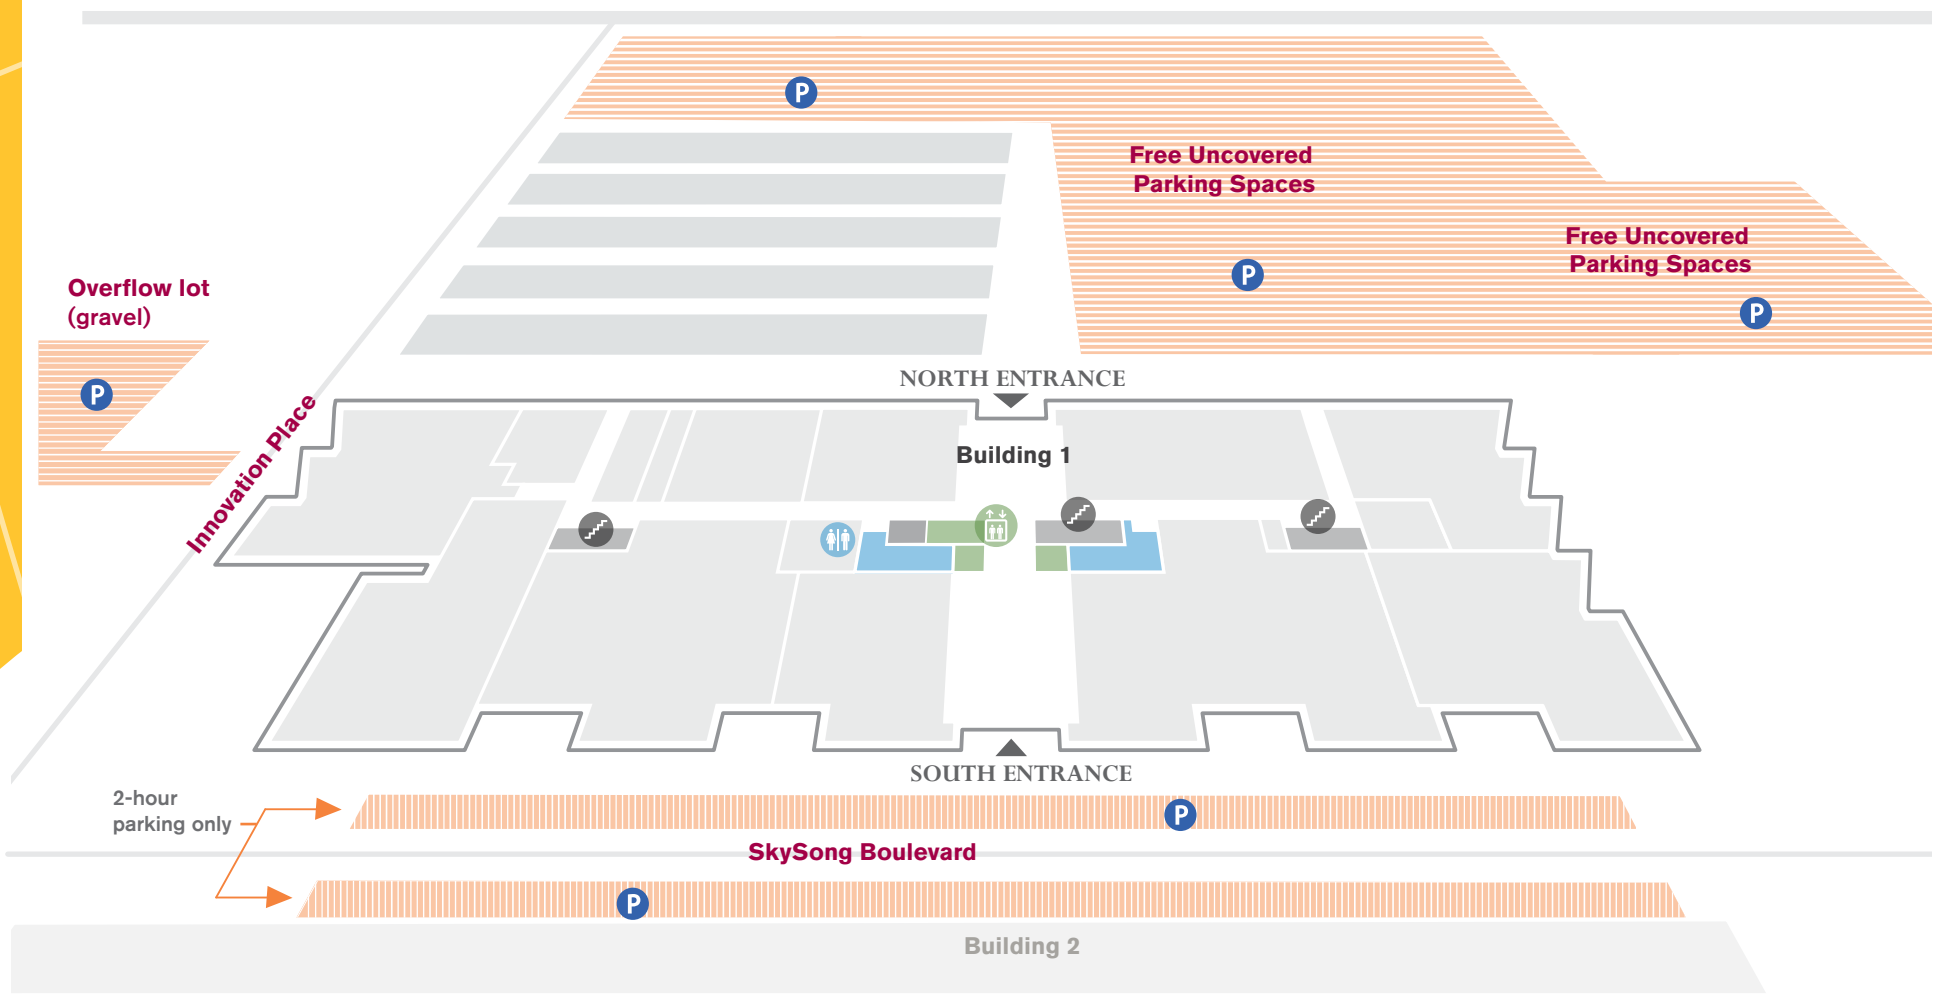 P
Free Uncovered
Parking Spaces
Free Uncovered
Parking Spaces
P
P
Overflow lot
(gravel)
P
Innovation Place
NORTH ENTRANCE
Building 1
SOUTH ENTRANCE
2-hour
parking only
P
SkySong Boulevard
P
Building 2